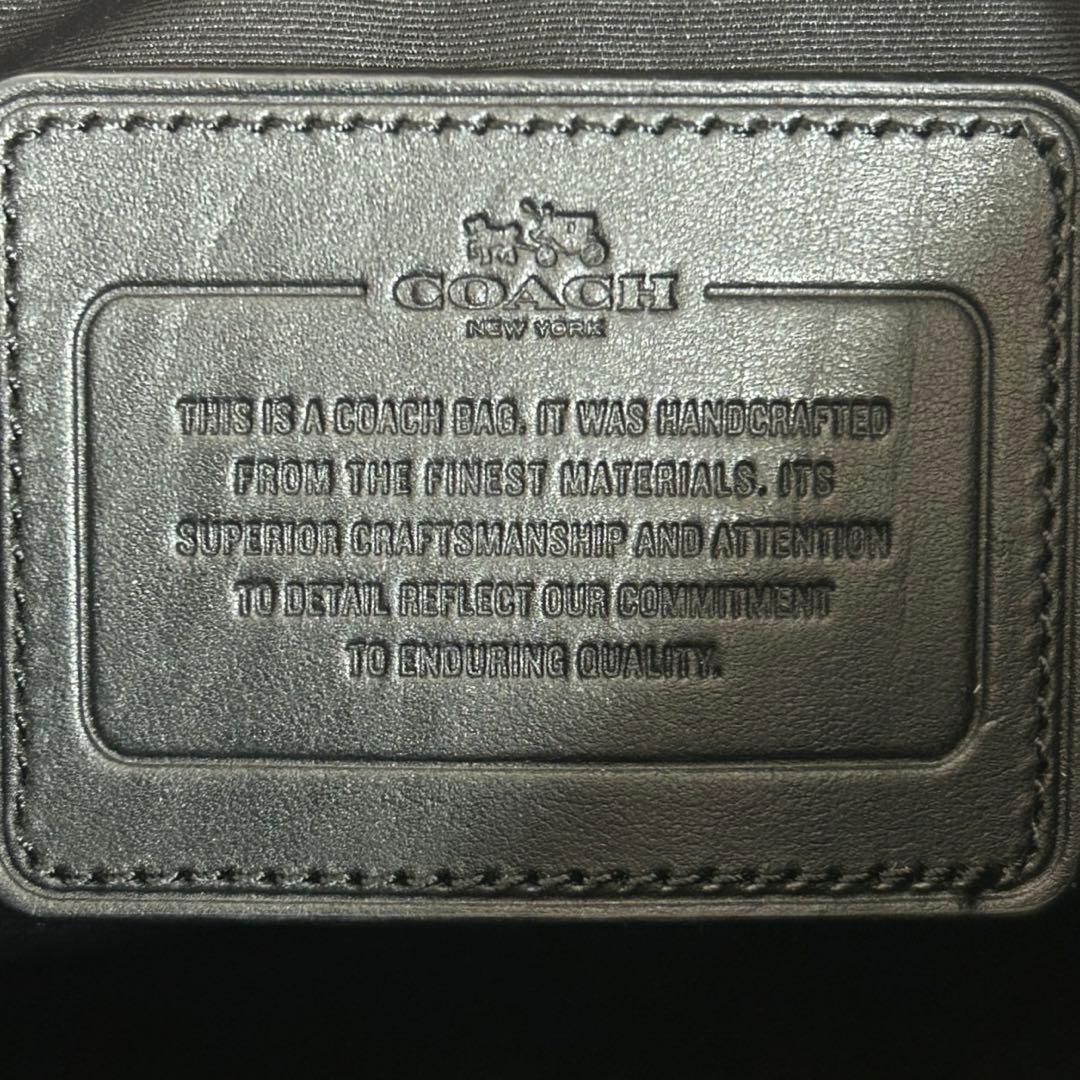 COACH
NEW YORK
THIS IS A COACH BAG. IT WAS HANDCRAFTED
FROM THE FINEST MATERIALS. ITS
SUPERIOR CRAFTSMANSHIP AND ATTENTION
TO DETAIL REFLECT OUR COMMITMENT
TO ENDURING QUALITY.